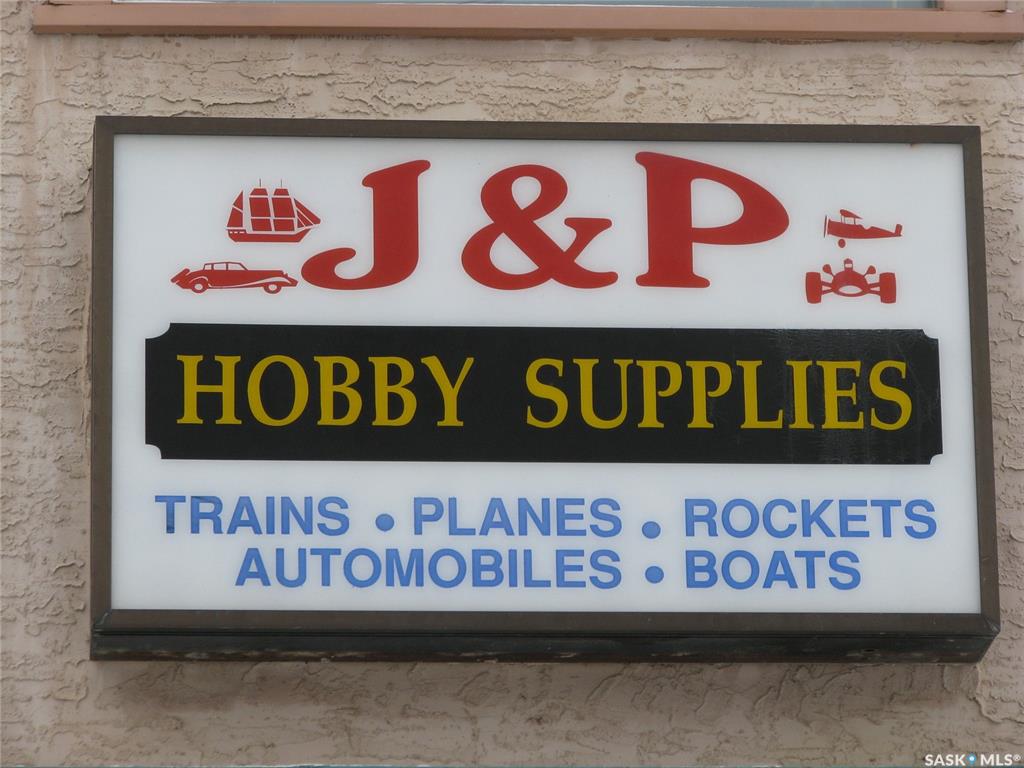 J&P
HOBBY SUPPLIES
TRAINS • PLANES • ROCKETS
AUTOMOBILES • BOATS
SASK MLS®